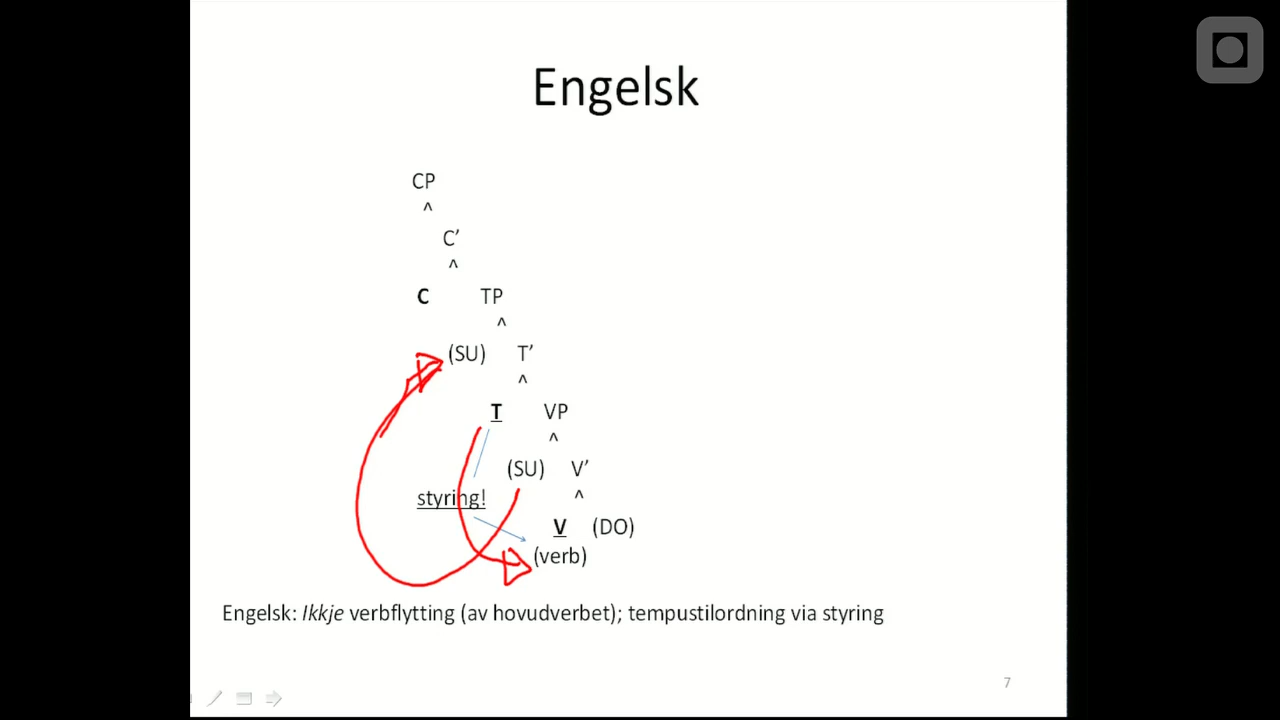 Engelsk
CP
^
C’
^
C TP
^
(SU) T’
^
T VP
^
(SU) V’
styring! ^
V (DO)
(verb)
Engelsk: Ikkje verbflytting (av hovudverbet); tempustilordning via styring
7